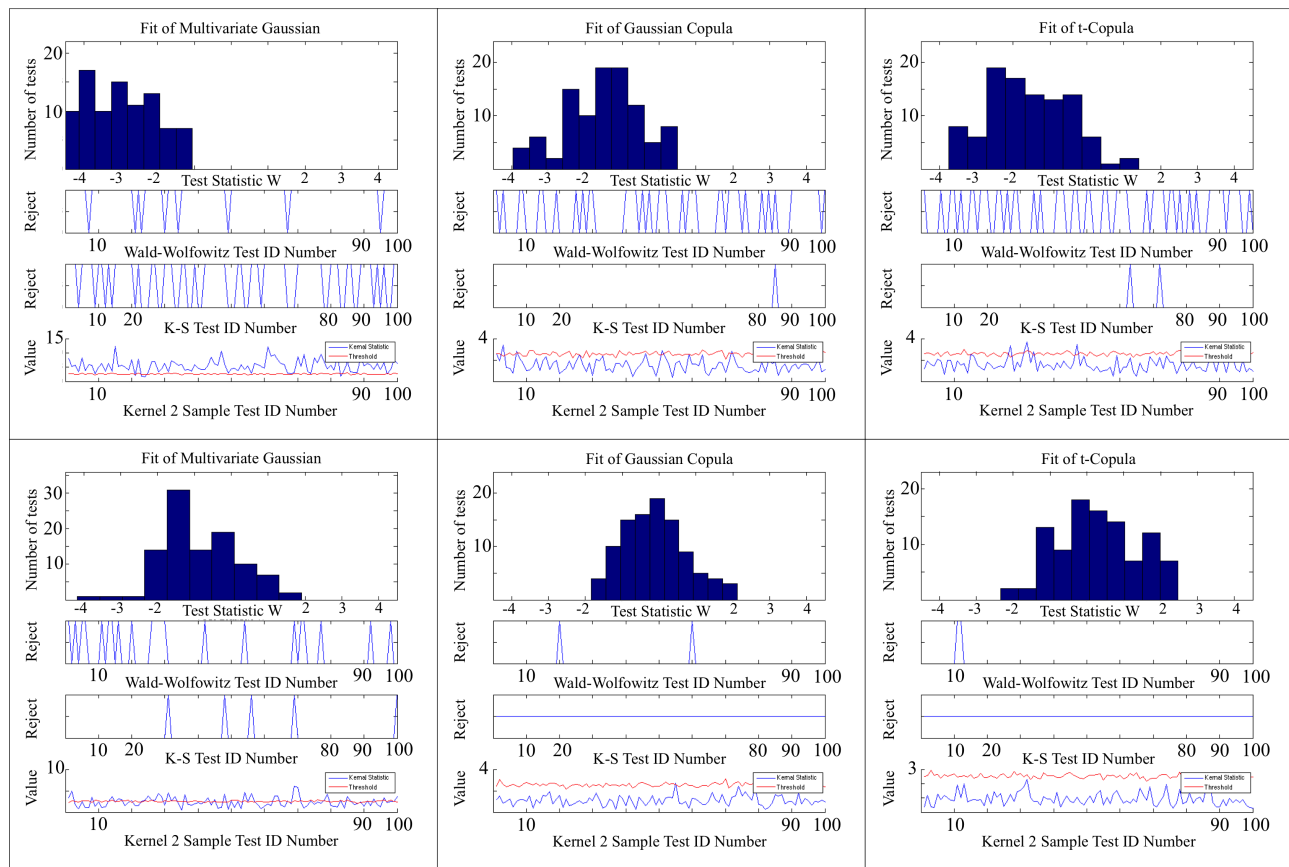 Fit of Multivariate Gaussian
20
10
Number of tests
-4 -3 -2 0 2 4
Test Statistic W
Reject
10 90 100
Wald-Wolfowitz Test ID Number
Reject
10 20 80 90 100
K-S Test ID Number
15
Value
Kernal Statistic
Threshold
10 90 100
Kernel 2 Sample Test ID Number
Fit of Gaussian Copula
20
10
Number of tests
-4 -3 -2 0 2 4
Test Statistic W
Reject
10 90 100
Wald-Wolfowitz Test ID Number
Reject
10 20 80 90 100
K-S Test ID Number
4
Value
Kernal Statistic
Threshold
10 90 100
Kernel 2 Sample Test ID Number
Fit of t-Copula
20
10
Number of tests
-4 -3 -2 0 2 4
Test Statistic W
Reject
10 90 100
Wald-Wolfowitz Test ID Number
Reject
10 20 80 90 100
K-S Test ID Number
4
Value
Kernal Statistic
Threshold
10 90 100
Kernel 2 Sample Test ID Number
Fit of Multivariate Gaussian
30
20
10
Number of tests
-4 -3 -2 0 2 4
Test Statistic W
Reject
10 90 100
Wald-Wolfowitz Test ID Number
Reject
10 20 80 90 100
K-S Test ID Number
10
Value
Kernal Statistic
Threshold
10 90 100
Kernel 2 Sample Test ID Number
Fit of Gaussian Copula
20
10
Number of tests
-4 -3 -2 0 2 4
Test Statistic W
Reject
10 20 90 100
Wald-Wolfowitz Test ID Number
Reject
10 20 80 90 100
K-S Test ID Number
4
Value
Kernal Statistic
Threshold
10 90 100
Kernel 2 Sample Test ID Number
Fit of t-Copula
20
10
Number of tests
-4 -3 -2 0 2 4
Test Statistic W
Reject
10 90 100
Wald-Wolfowitz Test ID Number
Reject
10 20 80 90 100
K-S Test ID Number
3
Value
Kernal Statistic
Threshold
10 90 100
Kernel 2 Sample Test ID Number